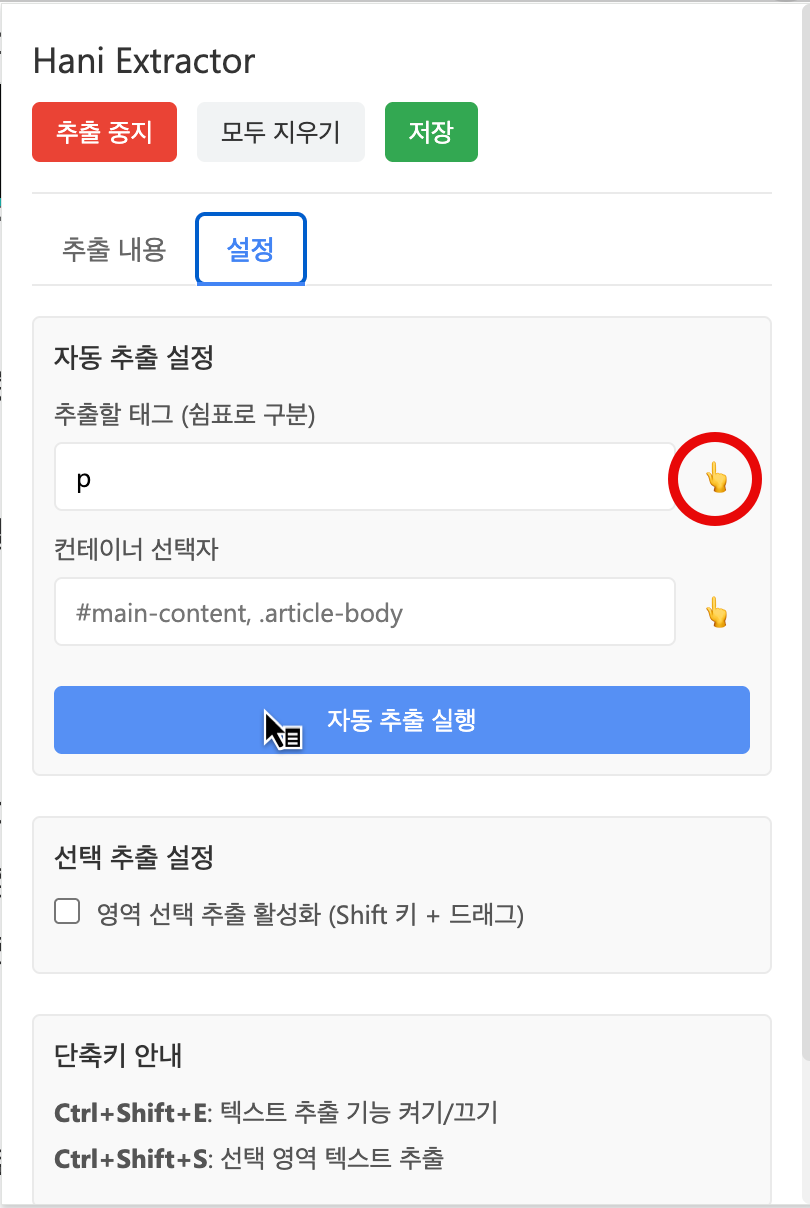 Hani Extractor
추출 중지 모두 지우기 저장
추출 내용 설정
자동 추출 설정
추출할 태그 (쉼표로 구분)
p
컨테이너 선택자
#main-content, .article-body
자동 추출 실행
선택 추출 설정
영역 선택 추출 활성화 (Shift 키 + 드래그)
단축키 안내
Ctrl+Shift+E: 텍스트 추출 기능 켜기/끄기
Ctrl+Shift+S: 선택 영역 텍스트 추출